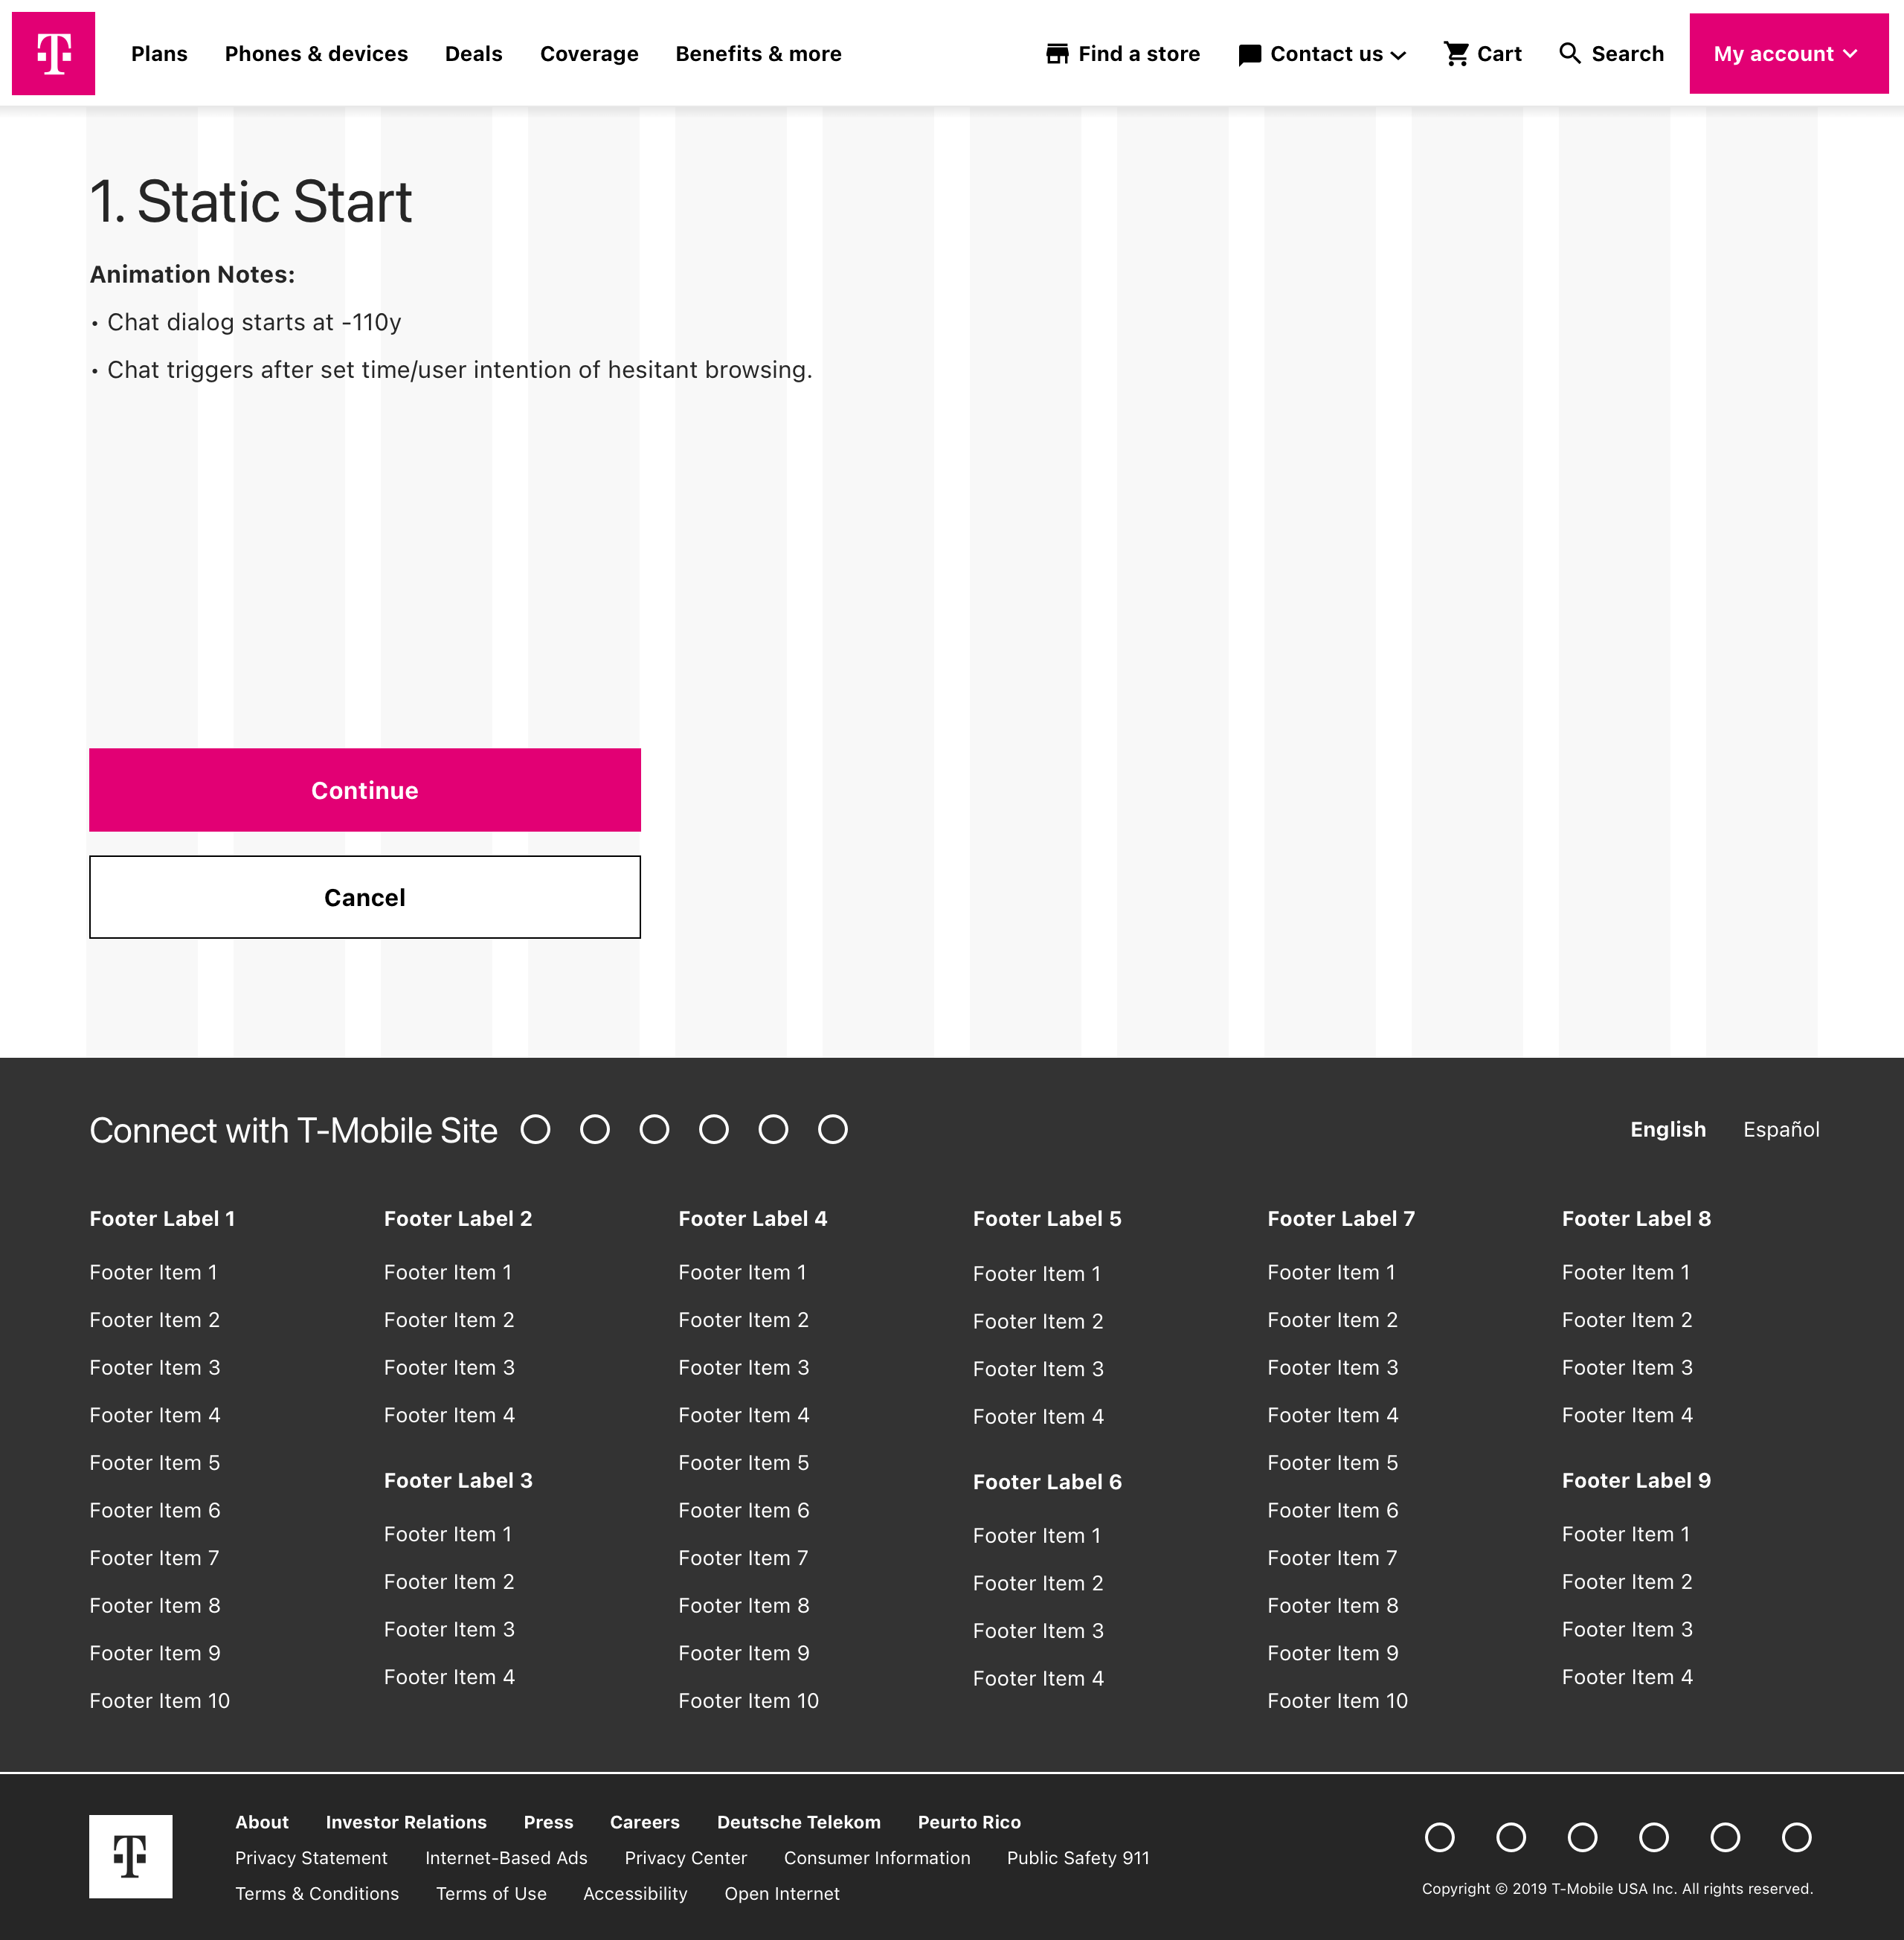 T Plans Phones & devices Deals Coverage Benefits & more Find a store Contact us Cart Search My account
1. Static Start
Animation Notes:
• Chat dialog starts at -110y
• Chat triggers after set time/user intention of hesitant browsing.
Continue
Cancel
Connect with T-Mobile Site English Español
Footer Label 1
Footer Item 1
Footer Item 2
Footer Item 3
Footer Item 4
Footer Item 5
Footer Item 6
Footer Item 7
Footer Item 8
Footer Item 9
Footer Item 10
Footer Label 2
Footer Item 1
Footer Item 2
Footer Item 3
Footer Item 4
Footer Label 3
Footer Item 1
Footer Item 2
Footer Item 3
Footer Item 4
Footer Label 4
Footer Item 1
Footer Item 2
Footer Item 3
Footer Item 4
Footer Item 5
Footer Item 6
Footer Item 7
Footer Item 8
Footer Item 9
Footer Item 10
Footer Label 5
Footer Item 1
Footer Item 2
Footer Item 3
Footer Item 4
Footer Label 6
Footer Item 1
Footer Item 2
Footer Item 3
Footer Item 4
Footer Label 7
Footer Item 1
Footer Item 2
Footer Item 3
Footer Item 4
Footer Item 5
Footer Item 6
Footer Item 7
Footer Item 8
Footer Item 9
Footer Item 10
Footer Label 8
Footer Item 1
Footer Item 2
Footer Item 3
Footer Item 4
Footer Label 9
Footer Item 1
Footer Item 2
Footer Item 3
Footer Item 4
T
About Investor Relations Press Careers Deutsche Telekom Peurto Rico
Privacy Statement Internet-Based Ads Privacy Center Consumer Information Public Safety 911
Terms & Conditions Terms of Use Accessibility Open Internet
Copyright © 2019 T-Mobile USA Inc. All rights reserved.